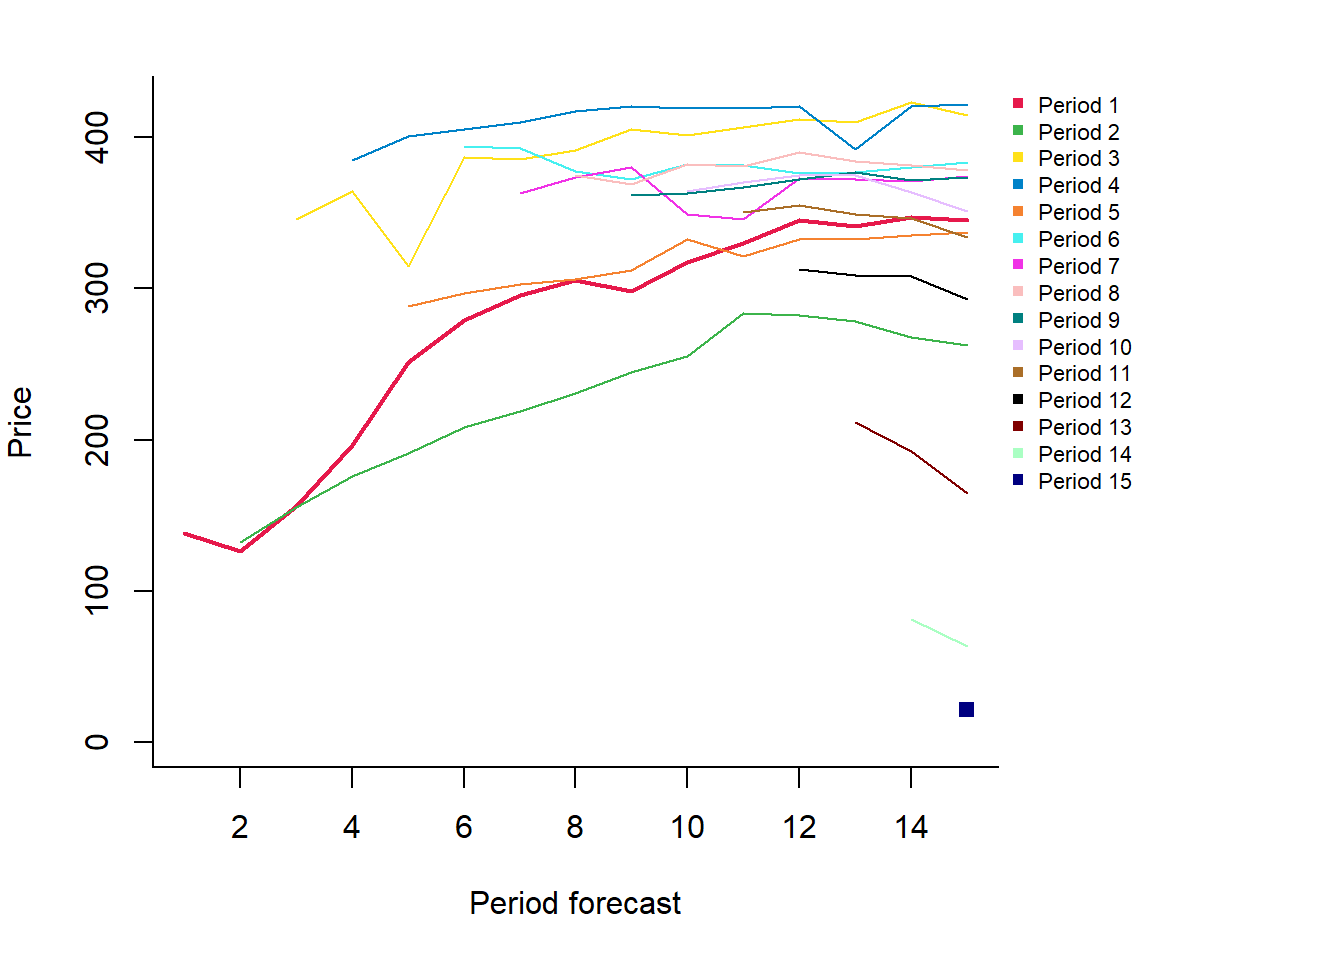 Price
400
300
200
100
0
2 4 6 8 10 12 14
Period forecast
Period 1
Period 2
Period 3
Period 4
Period 5
Period 6
Period 7
Period 8
Period 9
Period 10
Period 11
Period 12
Period 13
Period 14
Period 15